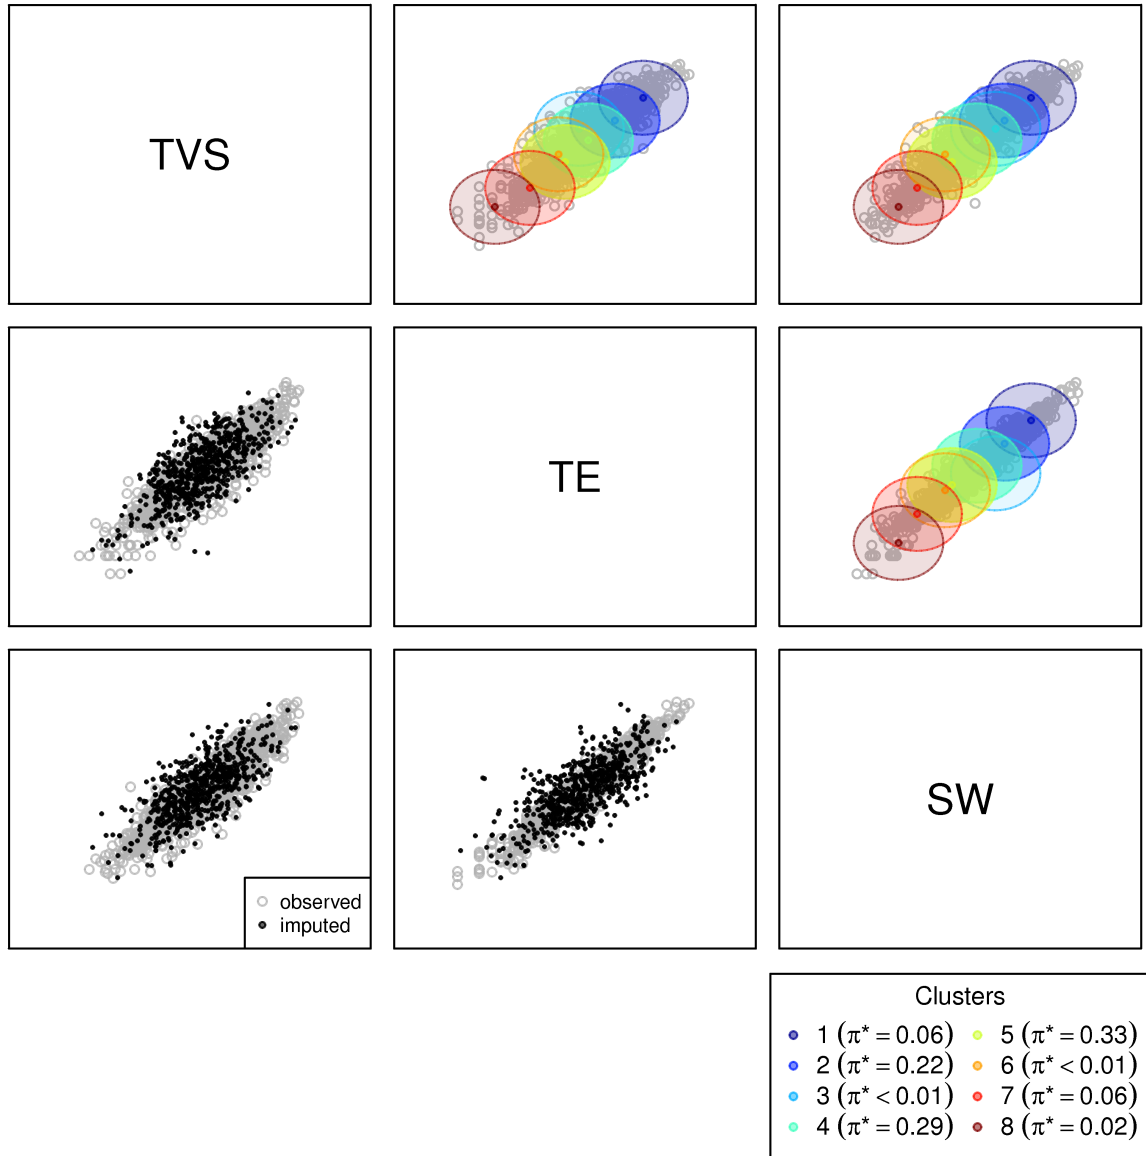 TVS
TE
SW
observed
imputed
Clusters
1 (π* = 0.06)
2 (π* = 0.22)
3 (π* < 0.01)
4 (π* = 0.29)
5 (π* = 0.33)
6 (π* < 0.01)
7 (π* = 0.06)
8 (π* = 0.02)